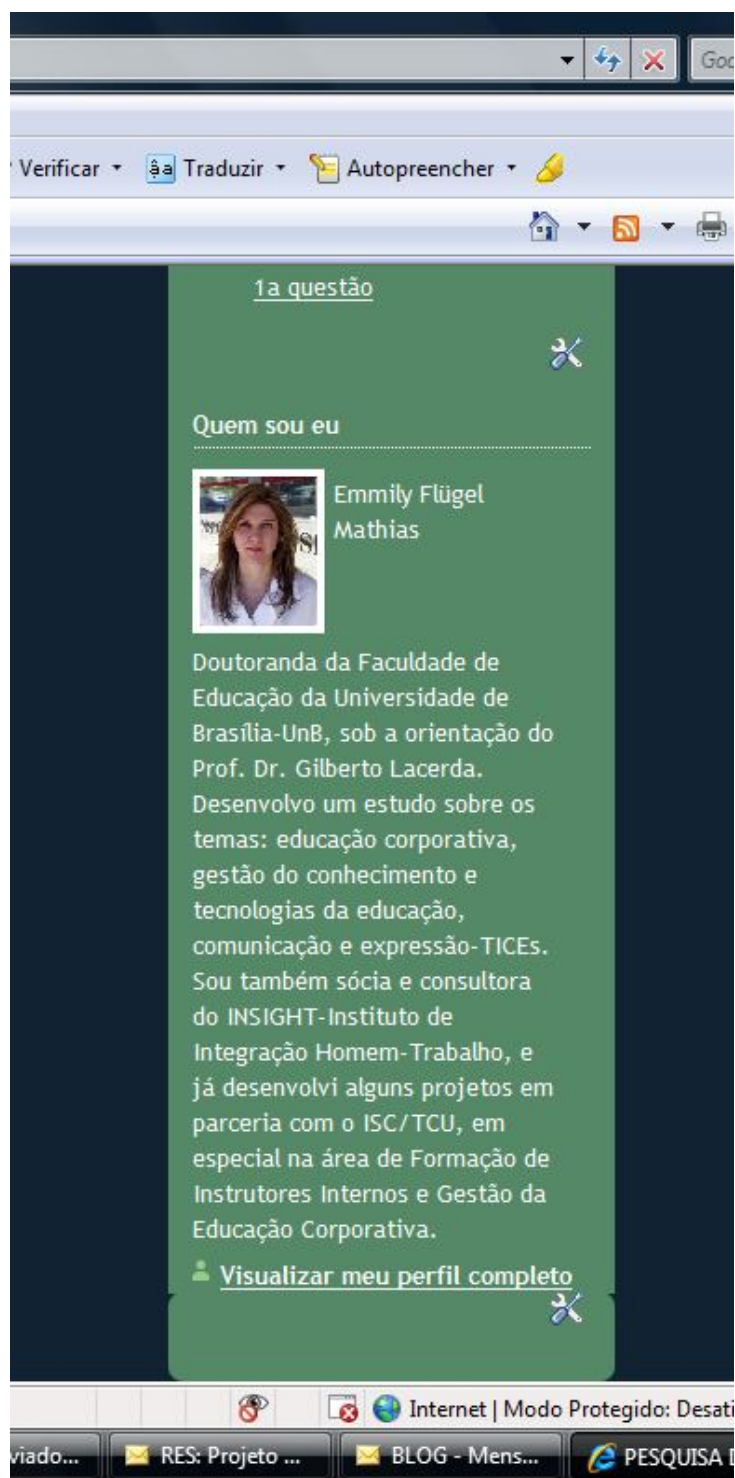 Goo
Verificar âa Traduzir Autopreencher
1a questão
Quem sou eu
Emmily Flügel
Mathias
Doutoranda da Faculdade de
Educação da Universidade de
Brasília-UnB, sob a orientação do
Prof. Dr. Gilberto Lacerda.
Desenvolvo um estudo sobre os
temas: educação corporativa,
gestão do conhecimento e
tecnologias da educação,
comunicação e expressão-TICEs.
Sou também sócia e consultora
do INSIGHT-Instituto de
Integração Homem-Trabalho, e
já desenvolvi alguns projetos em
parceria com o ISC/TCU, em
especial na área de Formação de
Instrutores Internos e Gestão da
Educação Corporativa.
Visualizar meu perfil completo
Internet | Modo Protegido: Desati
viado... RES: Projeto ... BLOG - Mens... PESQUISA D